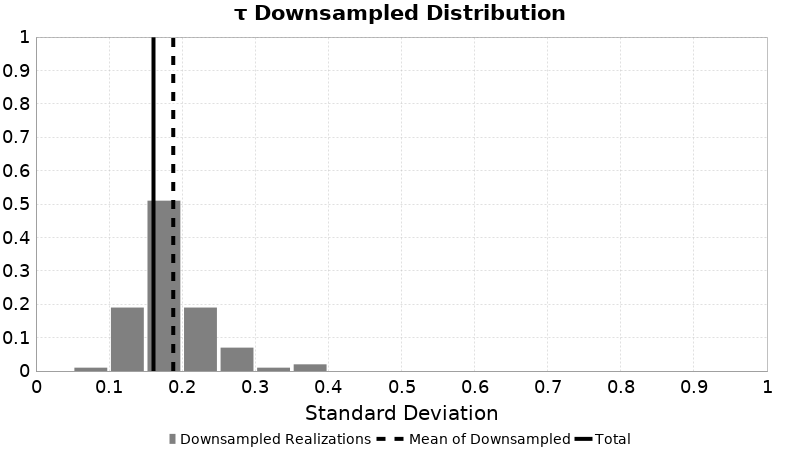 τ Downsampled Distribution
1
0.9
0.8
0.7
0.6
0.5
0.4
0.3
0.2
0.1
0
0 0.1 0.2 0.3 0.4 0.5 0.6 0.7 0.8 0.9 1
Standard Deviation
Downsampled Realizations Mean of Downsampled Total